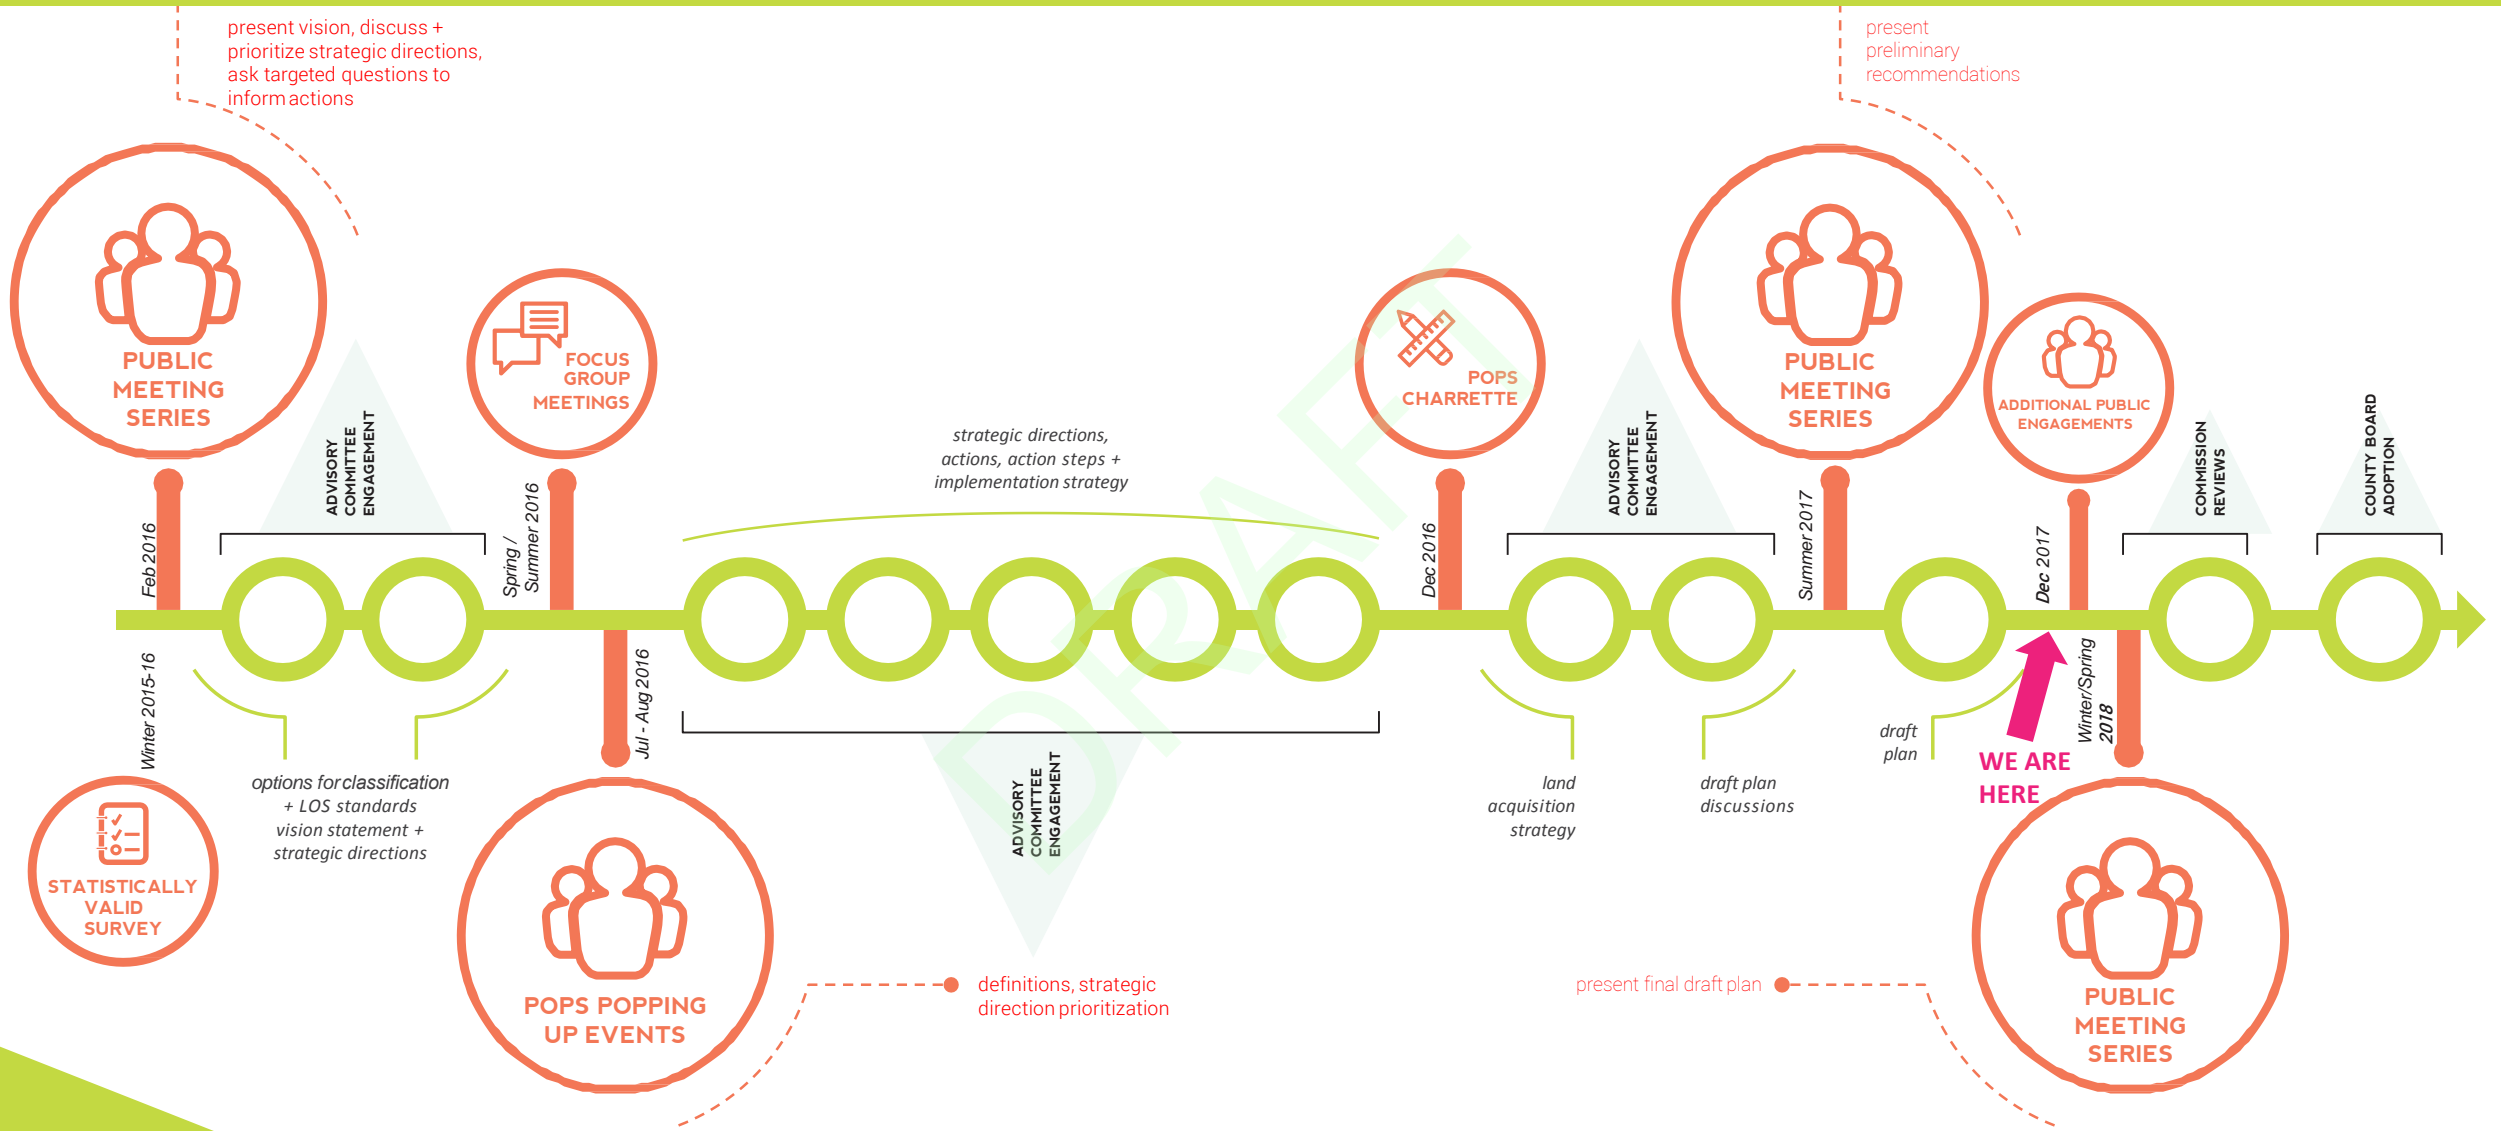 present vision, discuss +
prioritize strategic directions,
ask targeted questions to
inform actions
present
preliminary
recommendations
PUBLIC
MEETING
SERIES
ADVISORY
COMMITTEE
ENGAGEMENT
FOCUS
GROUP
MEETINGS
strategic directions,
actions, action steps +
implementation strategy
POPS
CHARRETTE
ADVISORY
COMMITTEE
ENGAGEMENT
PUBLIC
MEETING
SERIES
ADDITIONAL PUBLIC
ENGAGEMENTS
COMMISSION
REVIEWS
COUNTY BOARD
ADOPTION
Feb 2016
Spring /
Summer 2016
Dec 2016
Summer 2017
Dec 2017
DRAFT
Winter 2015-16
Jul - Aug 2016
Winter/Spring
2018
options for classification
+ LOS standards
vision statement +
strategic directions
ADVISORY
COMMITTEE
ENGAGEMENT
land
acquisition
strategy
draft plan
discussions
draft
plan
WE ARE
HERE
STATISTICALLY
VALID
SURVEY
POPS POPPING
UP EVENTS
definitions, strategic
direction prioritization
present final draft plan
PUBLIC
MEETING
SERIES